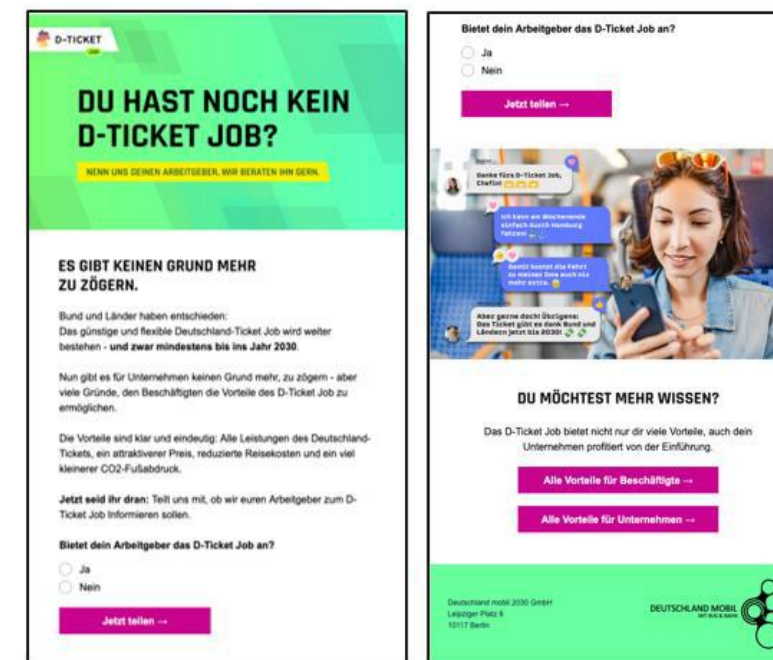 D-TICKET
JOB
DU HAST NOCH KEIN
D-TICKET JOB?
NENN UNS DEINEN ARBEITGEBER, WIR BERATEN IHN GERN.
ES GIBT KEINEN GRUND MEHR
ZU ZÖGERN.
Bund und Länder haben entschieden:
Das günstige und flexible Deutschland-Ticket Job wird weiter
bestehen - und zwar mindestens bis ins Jahr 2030.
Nun gibt es für Unternehmen keinen Grund mehr, zu zögern - aber
viele Gründe, den Beschäftigten die Vorteile des D-Ticket Job zu
ermöglichen.
Die Vorteile sind klar und eindeutig: Alle Leistungen des Deutschland-
Tickets, ein attraktiverer Preis, reduzierte Reisekosten und ein viel
kleinerer CO2-Fußabdruck.
Jetzt seid ihr dran: Teilt uns mit, ob wir euren Arbeitgeber zum D-
Ticket Job informieren sollen.
Bietet dein Arbeitgeber das D-Ticket Job an?
Ja
Nein
Jetzt teilen →
Bietet dein Arbeitgeber das D-Ticket Job an?
Ja
Nein
Jetzt teilen →
Danke fürs D-Ticket Job,
Chefin!
Ich kann am Wochenende
einfach durch Hamburg
fahren!
Damit kostet die Fahrt
zu meiner Oma auch nix
mehr extra.
Aber gerne doch! Übrigens:
Das Ticket gibt es dank Bund und
Ländern jetzt bis 2030!
DU MÖCHTEST MEHR WISSEN?
Das D-Ticket Job bietet nicht nur dir viele Vorteile, auch dein
Unternehmen profitiert von der Einführung.
Alle Vorteile für Beschäftigte →
Alle Vorteile für Unternehmen →
Deutschland mobil 2030 GmbH
Leipziger Platz 8
10117 Berlin
DEUTSCHLAND MOBIL
MIT BUS & BAHN